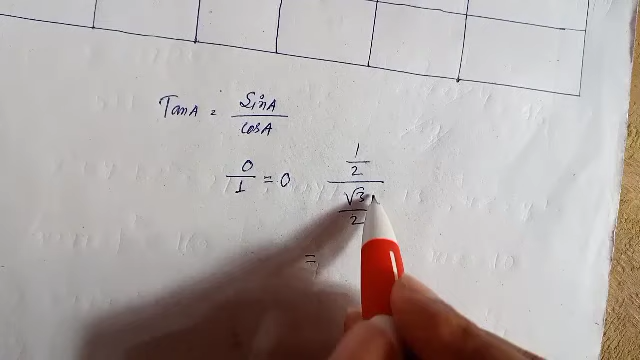 TanA = SinA / cosA
0/1 = 0
1/2 / √3/2
=